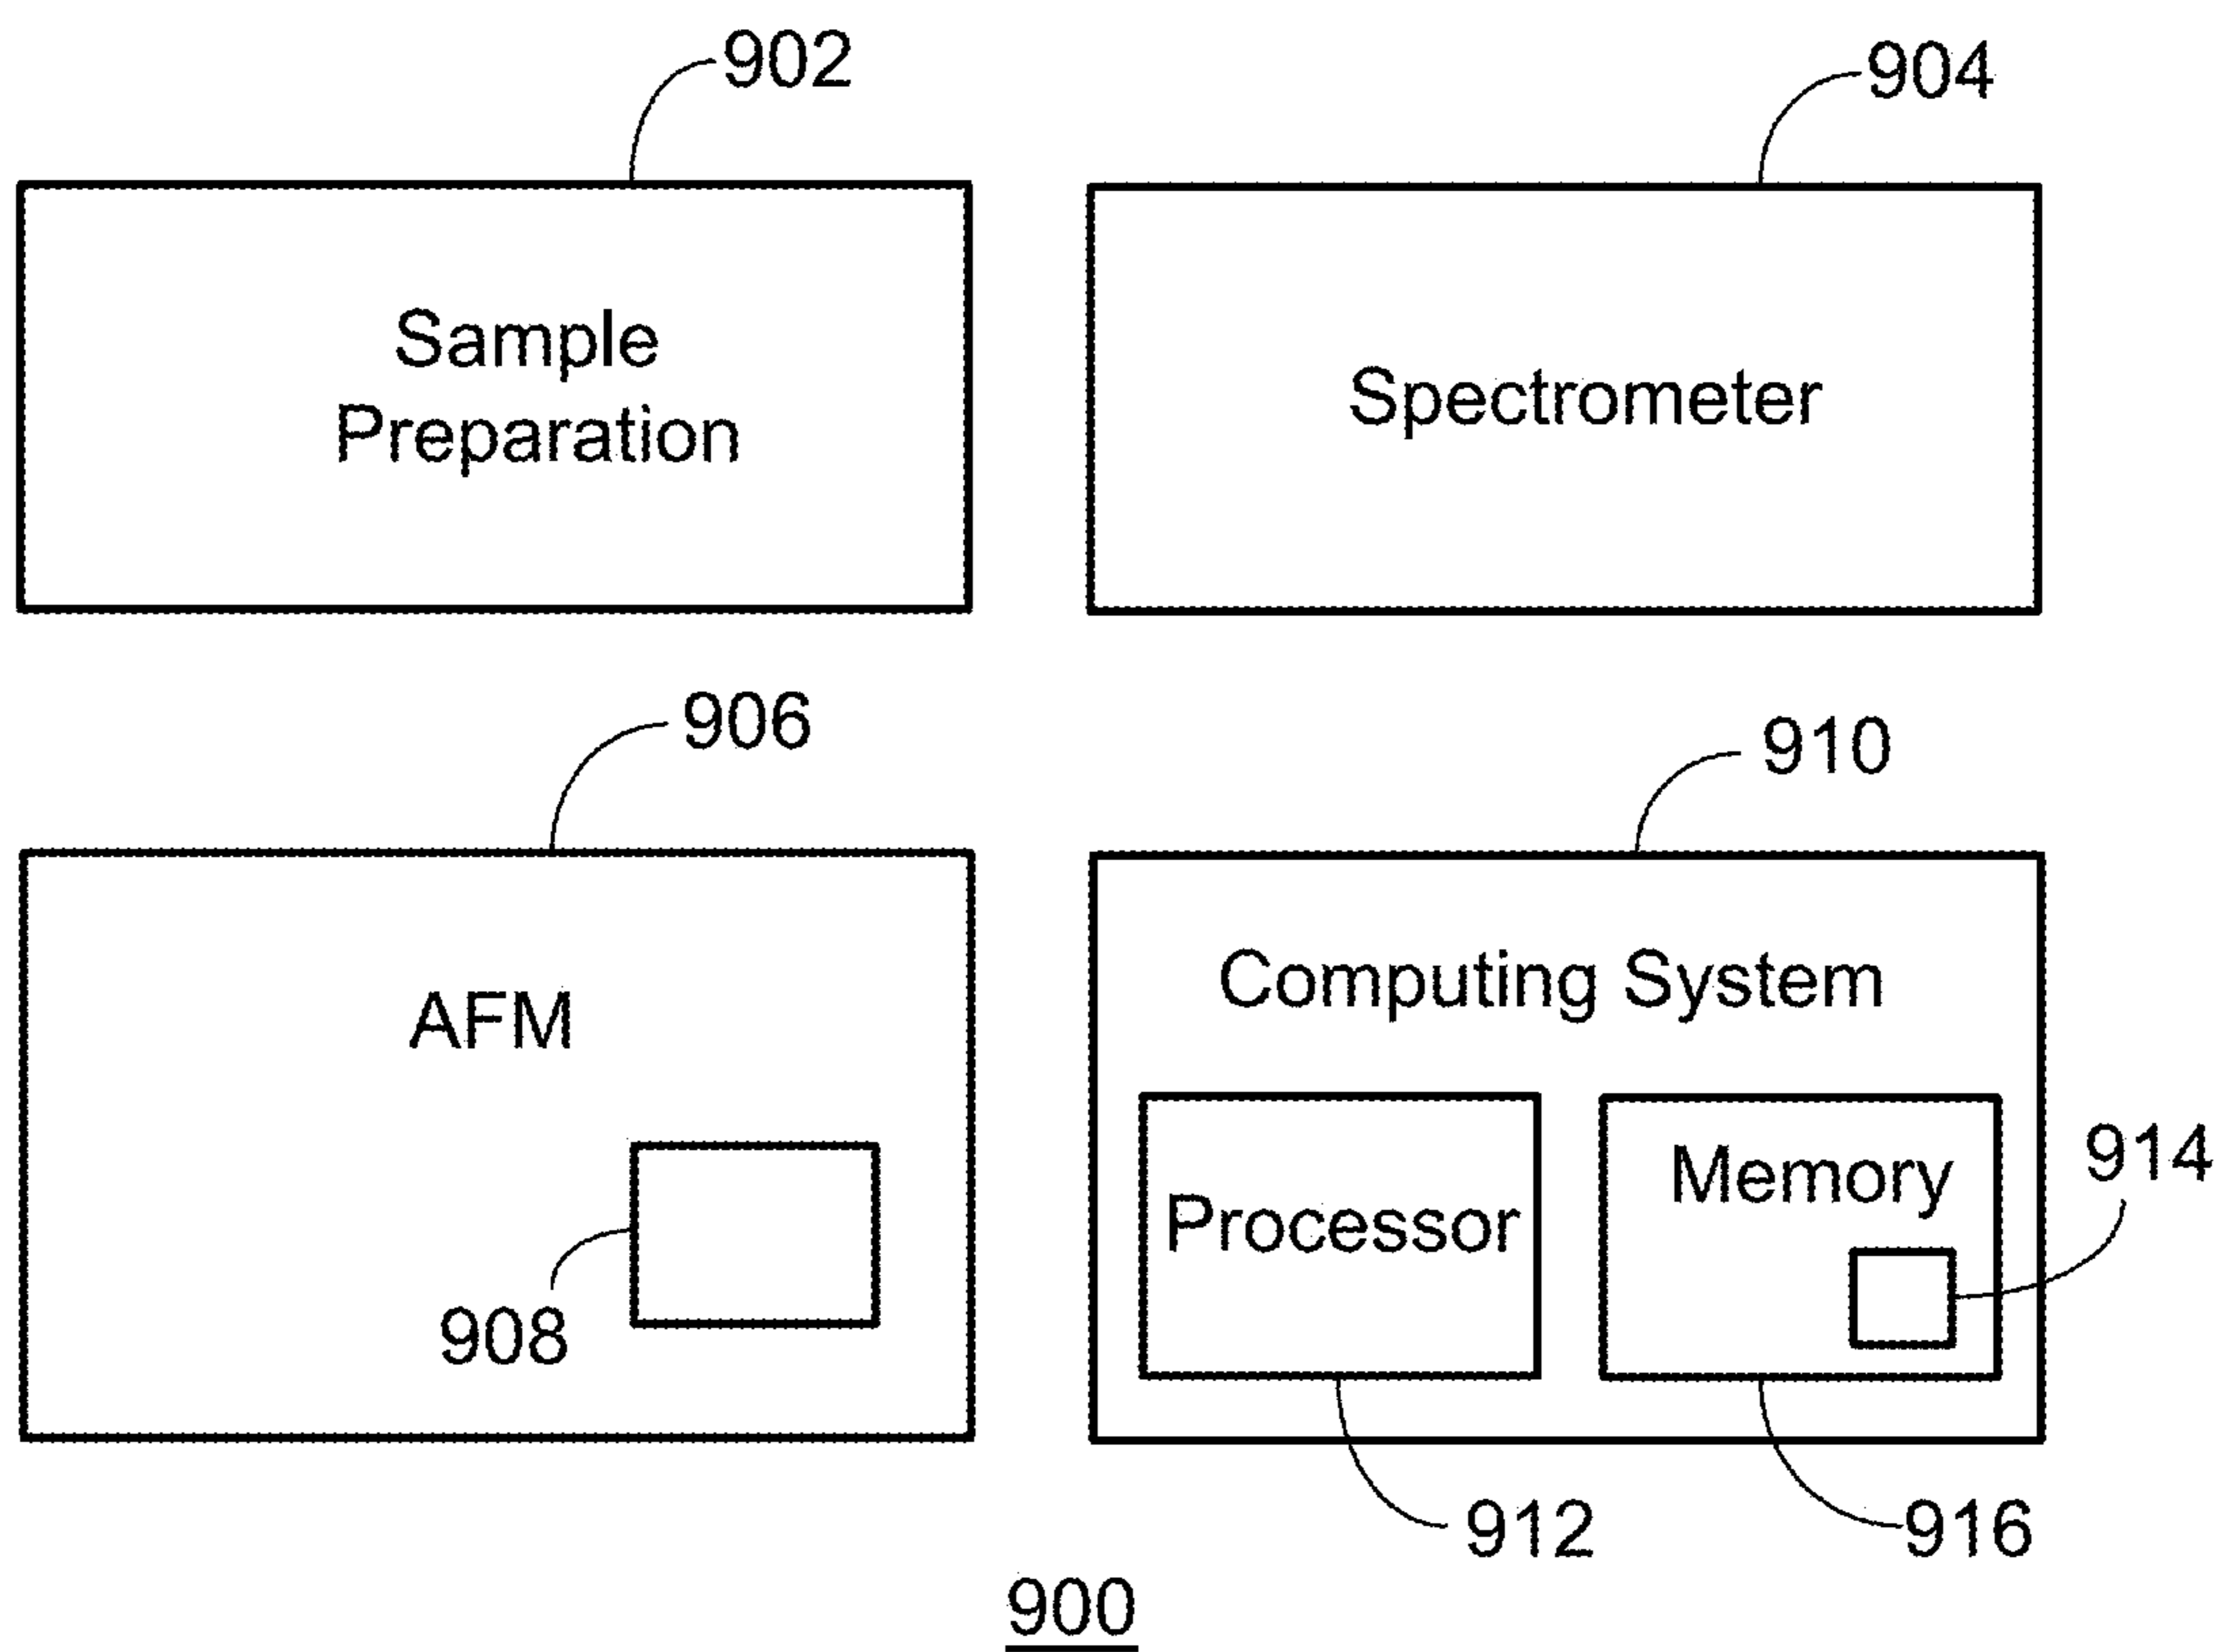 902
904
Sample
Preparation
Spectrometer
906
910
AFM
Computing System
Processor
Memory
914
908
912
916
900